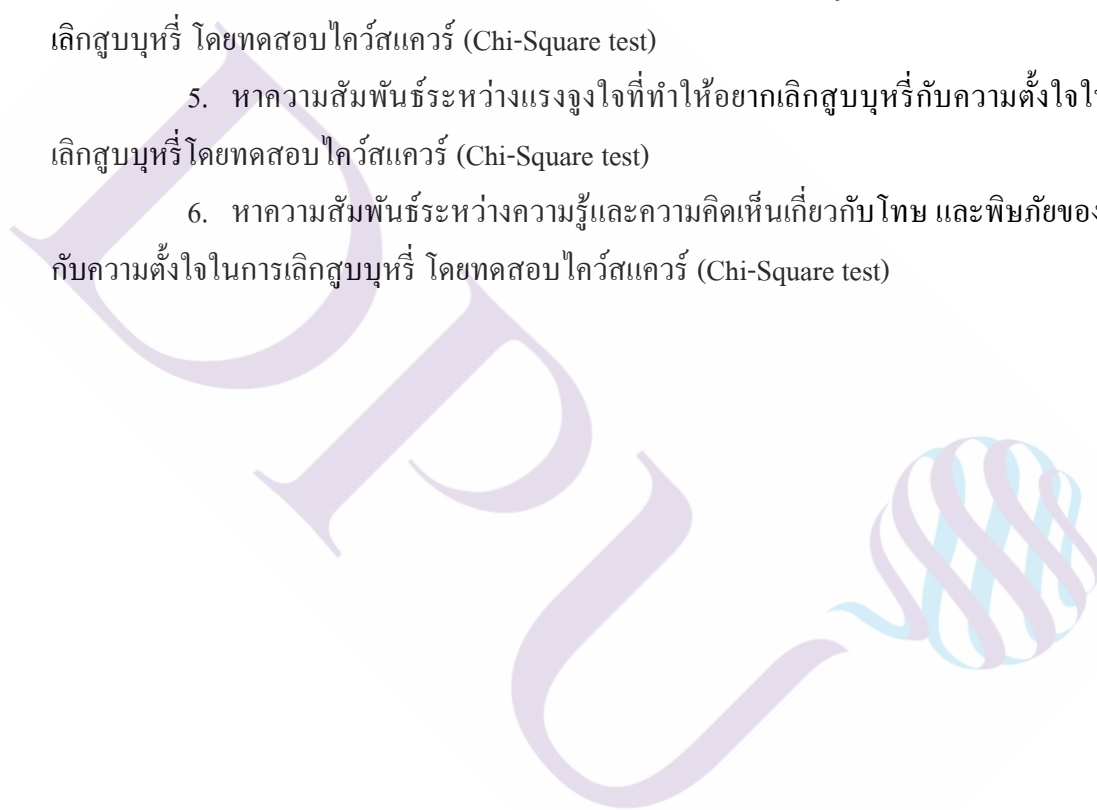 เลิกสูบบุหรี่ โดยทดสอบไคว์สแควร์ (Chi-Square test)
5. หาความสัมพันธ์ระหว่างแรงจูงใจที่ทำให้อยากเลิกสูบบุหรี่กับความตั้งใจใ
เลิกสูบบุหรี่โดยทดสอบไคว์สแควร์ (Chi-Square test)
6. หาความสัมพันธ์ระหว่างความรู้และความคิดเห็นเกี่ยวกับโทษ และพิษภัยของ
กับความตั้งใจในการเลิกสูบบุหรี่ โดยทดสอบไคว์สแควร์ (Chi-Square test)
DPU